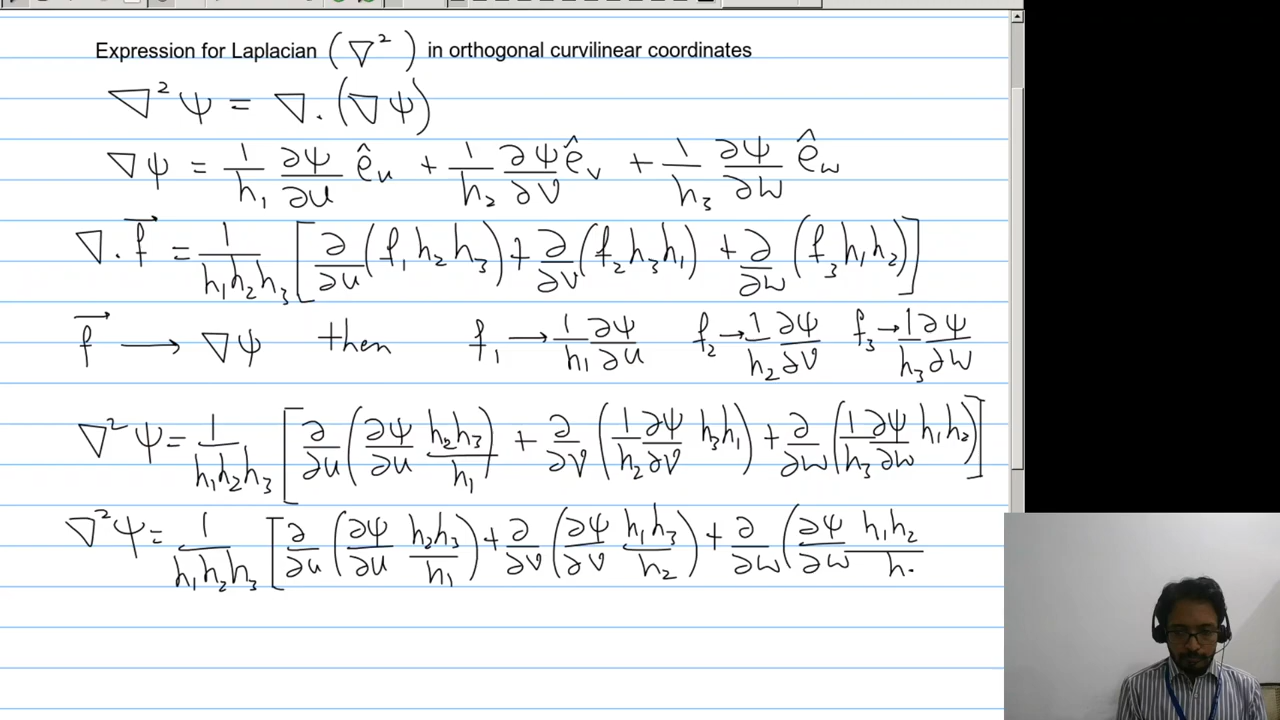 Expression for Laplacian (∇²) in orthogonal curvilinear coordinates
∇²ψ = ∇·(∇ψ)
∇ψ = 1/h₁ ∂ψ/∂u ê_u + 1/h₂ ∂ψ/∂v ê_v + 1/h₃ ∂ψ/∂w ê_w
∇·f⃗ = 1/(h₁h₂h₃) [∂/∂u (f₁h₂h₃) + ∂/∂v (f₂h₃h₁) + ∂/∂w (f₃h₁h₂)]
f⃗ → ∇ψ then f₁ → 1/h₁ ∂ψ/∂u f₂ → 1/h₂ ∂ψ/∂v f₃ → 1/h₃ ∂ψ/∂w
∇²ψ = 1/(h₁h₂h₃) [∂/∂u (∂ψ/∂u h₂h₃/h₁) + ∂/∂v (1/h₂ ∂ψ/∂v h₃h₁) + ∂/∂w (1/h₃ ∂ψ/∂w h₁h₂)]
∇²ψ = 1/(h₁h₂h₃) [∂/∂u (∂ψ/∂u h₂h₃/h₁) + ∂/∂v (∂ψ/∂v h₁h₃/h₂) + ∂/∂w (∂ψ/∂w h₁h₂/h.